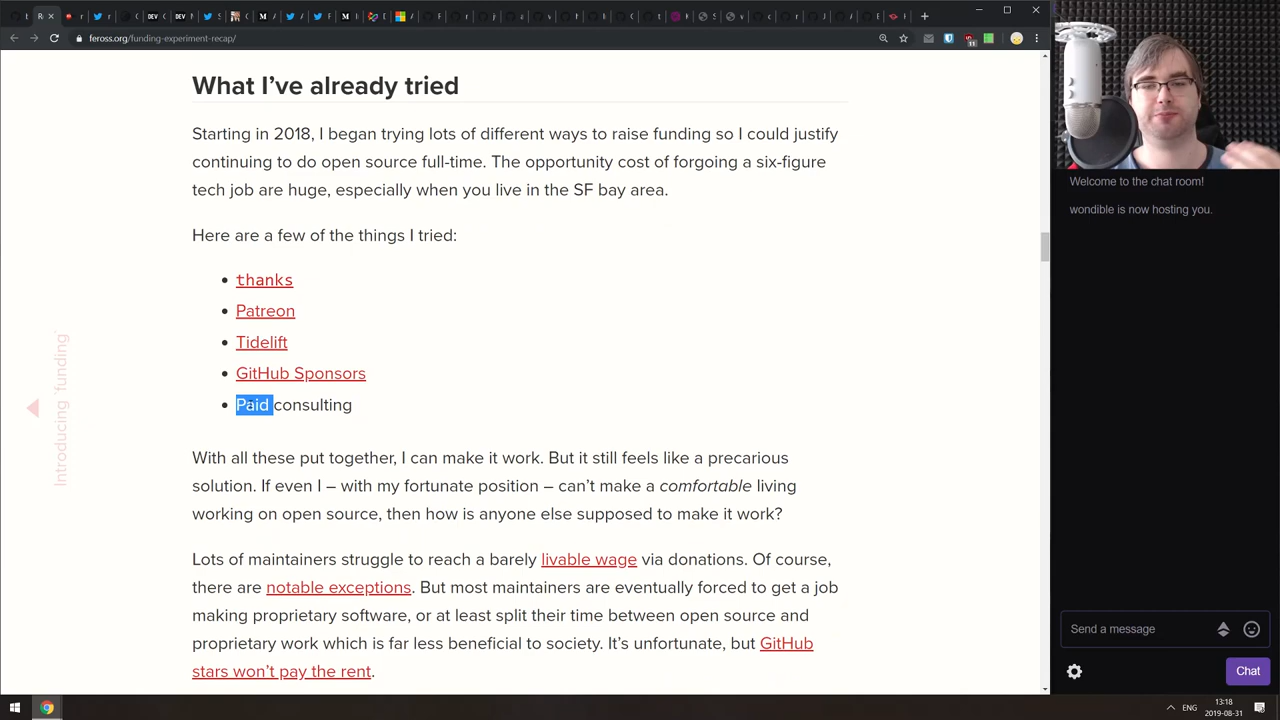 feross.org/funding-experiment-recap/
What I’ve already tried
Starting in 2018, I began trying lots of different ways to raise funding so I could justify
continuing to do open source full-time. The opportunity cost of forgoing a six-figure
tech job are huge, especially when you live in the SF bay area.
Here are a few of the things I tried:
thanks
Patreon
Tidelift
GitHub Sponsors
Paid consulting
Introducing ‘funding’
With all these put together, I can make it work. But it still feels like a precarious
solution. If even I – with my fortunate position – can’t make a comfortable living
working on open source, then how is anyone else supposed to make it work?
Lots of maintainers struggle to reach a barely livable wage via donations. Of course,
there are notable exceptions. But most maintainers are eventually forced to get a job
making proprietary software, or at least split their time between open source and
proprietary work which is far less beneficial to society. It’s unfortunate, but GitHub
stars won’t pay the rent.
Welcome to the chat room!
wondible is now hosting you.
Send a message
Chat
ENG
13:18
2019-08-31